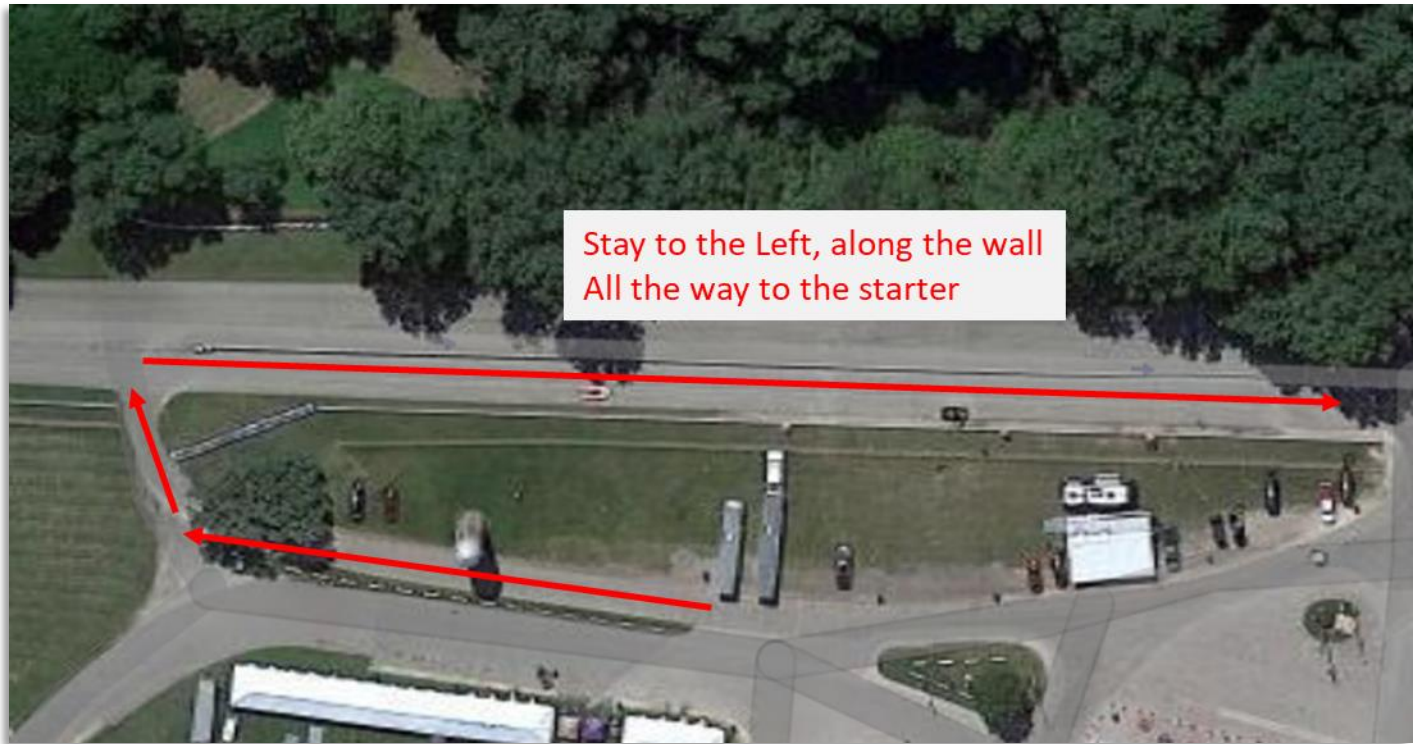 Stay to the Left, along the wall
All the way to the starter